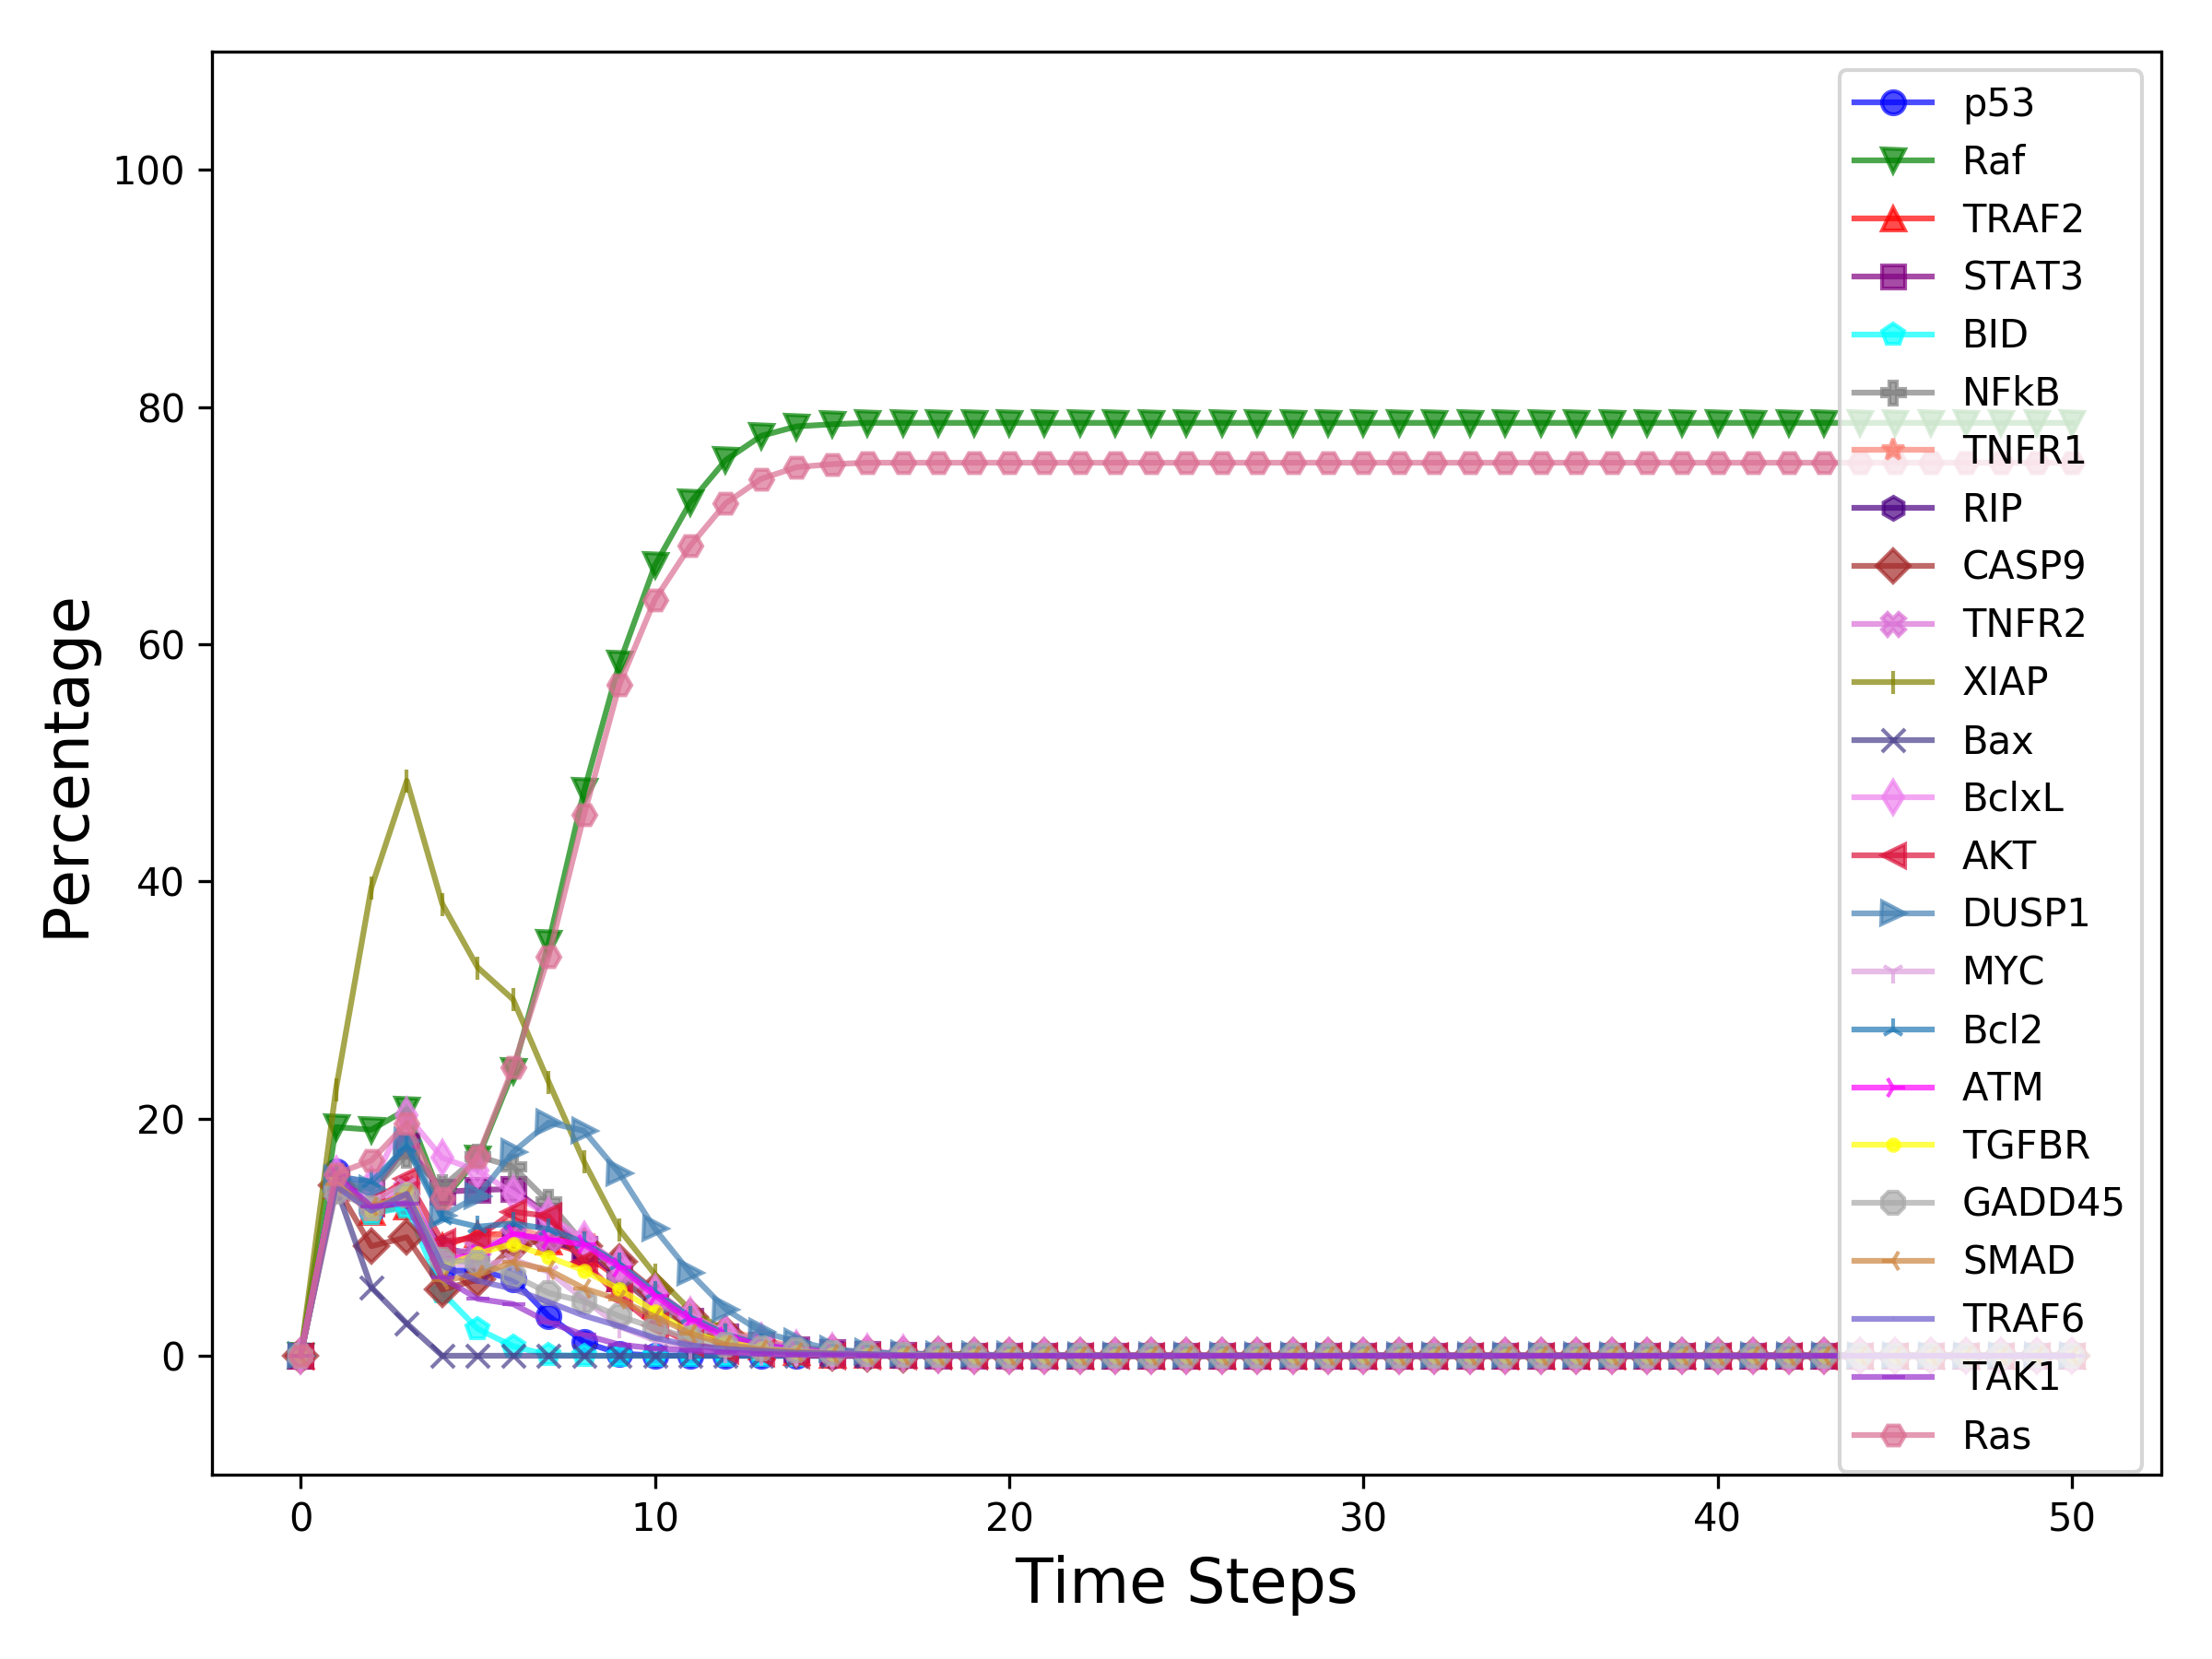 Percentage
100
80
60
40
20
0
0 10 20 30 40 50
Time Steps
p53
Raf
TRAF2
STAT3
BID
NFkB
TNFR1
RIP
CASP9
TNFR2
XIAP
Bax
BclxL
AKT
DUSP1
MYC
Bcl2
ATM
TGFBR
GADD45
SMAD
TRAF6
TAK1
Ras